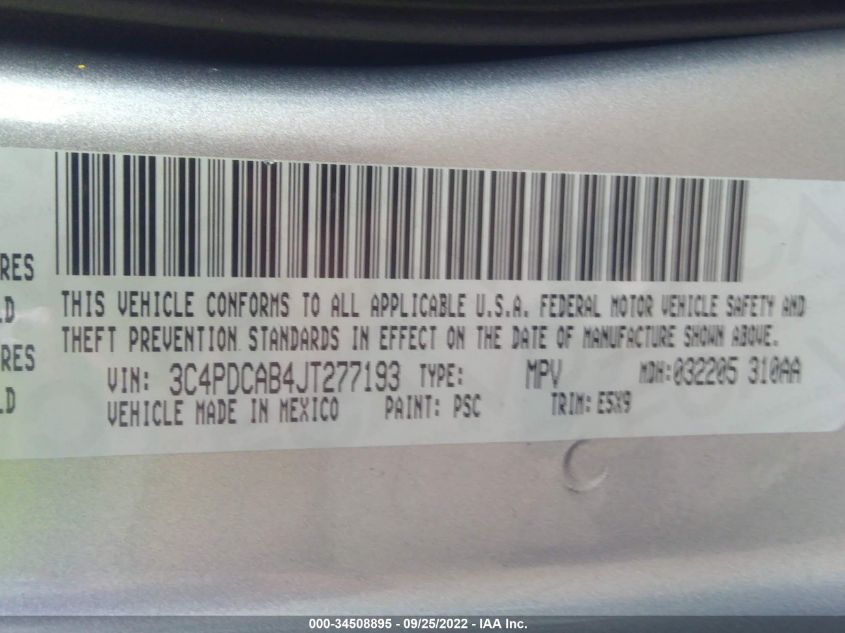 RES
LD
RES
LD
THIS VEHICLE CONFORMS TO ALL APPLICABLE U.S.A. FEDERAL MOTOR VEHICLE SAFETY AND
THEFT PREVENTION STANDARDS IN EFFECT ON THE DATE OF MANUFACTURE SHOWN ABOVE.
VIN: 3C4PDCAB4JT277193 TYPE: MPV MDH:032205 310AA
VEHICLE MADE IN MEXICO PAINT: PSC TRIM: E5X9
000-34508895 - 09/25/2022 - IAA Inc.